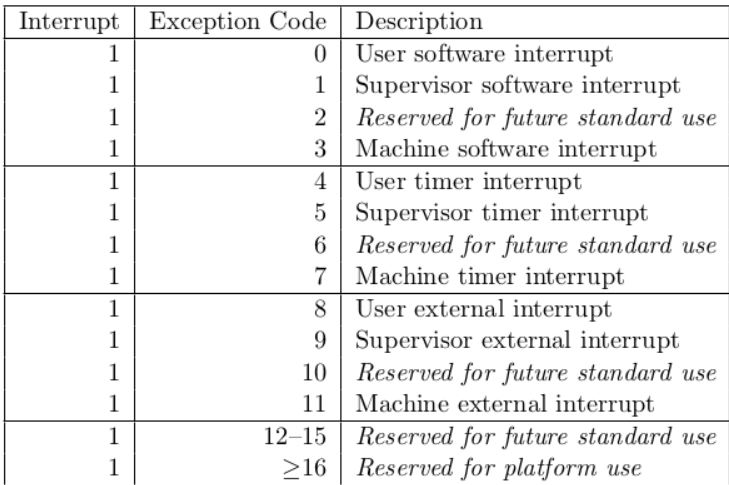 Interrupt Exception Code Description
1 0 User software interrupt
1 1 Supervisor software interrupt
1 2 Reserved for future standard use
1 3 Machine software interrupt
1 4 User timer interrupt
1 5 Supervisor timer interrupt
1 6 Reserved for future standard use
1 7 Machine timer interrupt
1 8 User external interrupt
1 9 Supervisor external interrupt
1 10 Reserved for future standard use
1 11 Machine external interrupt
1 12–15 Reserved for future standard use
1 ≥16 Reserved for platform use